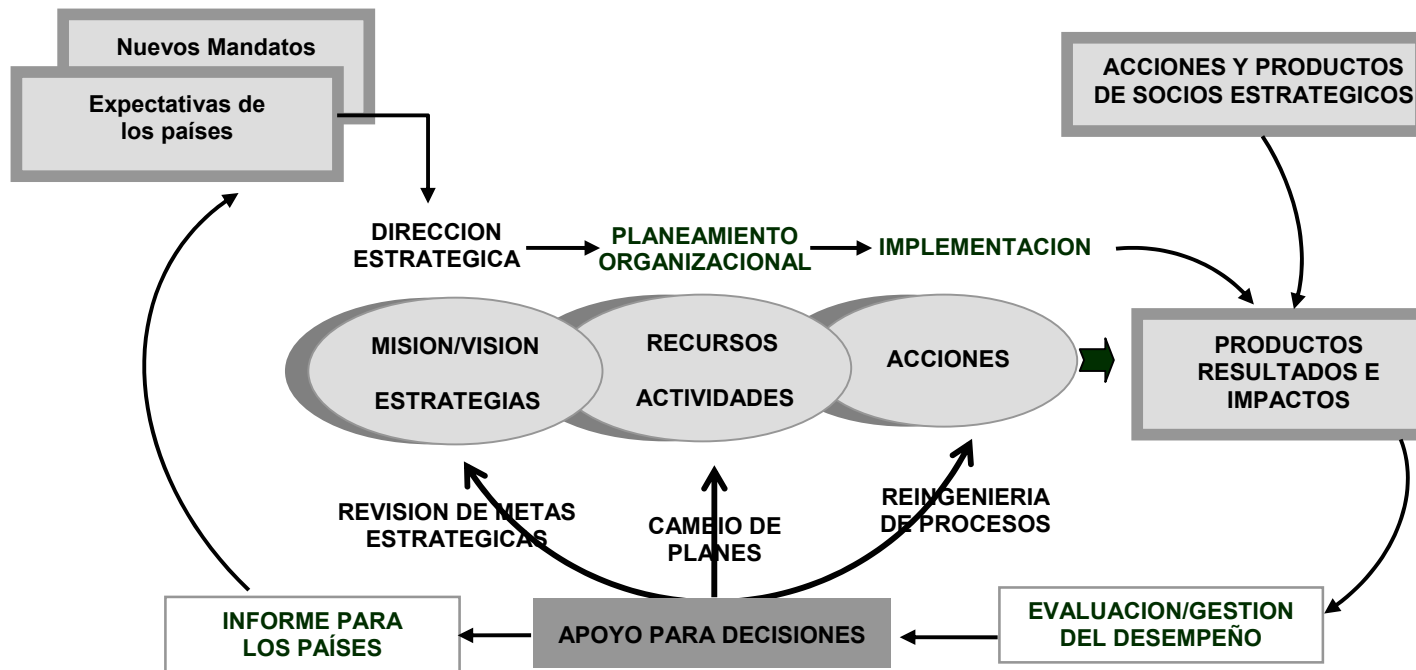 Nuevos Mandatos
Expectativas de
los países
ACCIONES Y PRODUCTOS
DE SOCIOS ESTRATEGICOS
DIRECCION
ESTRATEGICA
PLANEAMIENTO
ORGANIZACIONAL
IMPLEMENTACION
MISION/VISION
ESTRATEGIAS
RECURSOS
ACTIVIDADES
ACCIONES
PRODUCTOS
RESULTADOS E
IMPACTOS
REVISION DE METAS
ESTRATEGICAS
CAMBIO DE
PLANES
REINGENIERIA
DE PROCESOS
INFORME PARA
LOS PAÍSES
APOYO PARA DECISIONES
EVALUACION/GESTION
DEL DESEMPEÑO